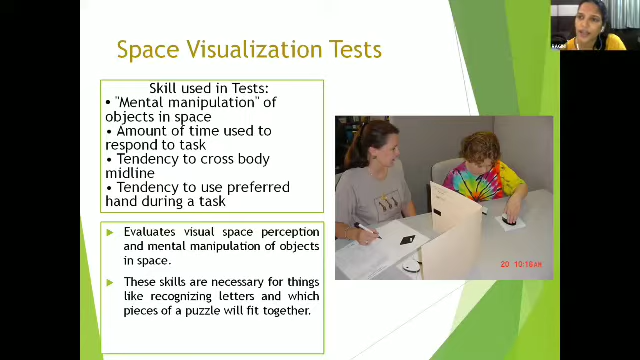 Space Visualization Tests
Skill used in Tests:
• "Mental manipulation" of
objects in space
• Amount of time used to
respond to task
• Tendency to cross body
midline
• Tendency to use preferred
hand during a task
Evaluates visual space perception
and mental manipulation of objects
in space.
These skills are necessary for things
like recognizing letters and which
pieces of a puzzle will fit together.
20 10:16AM